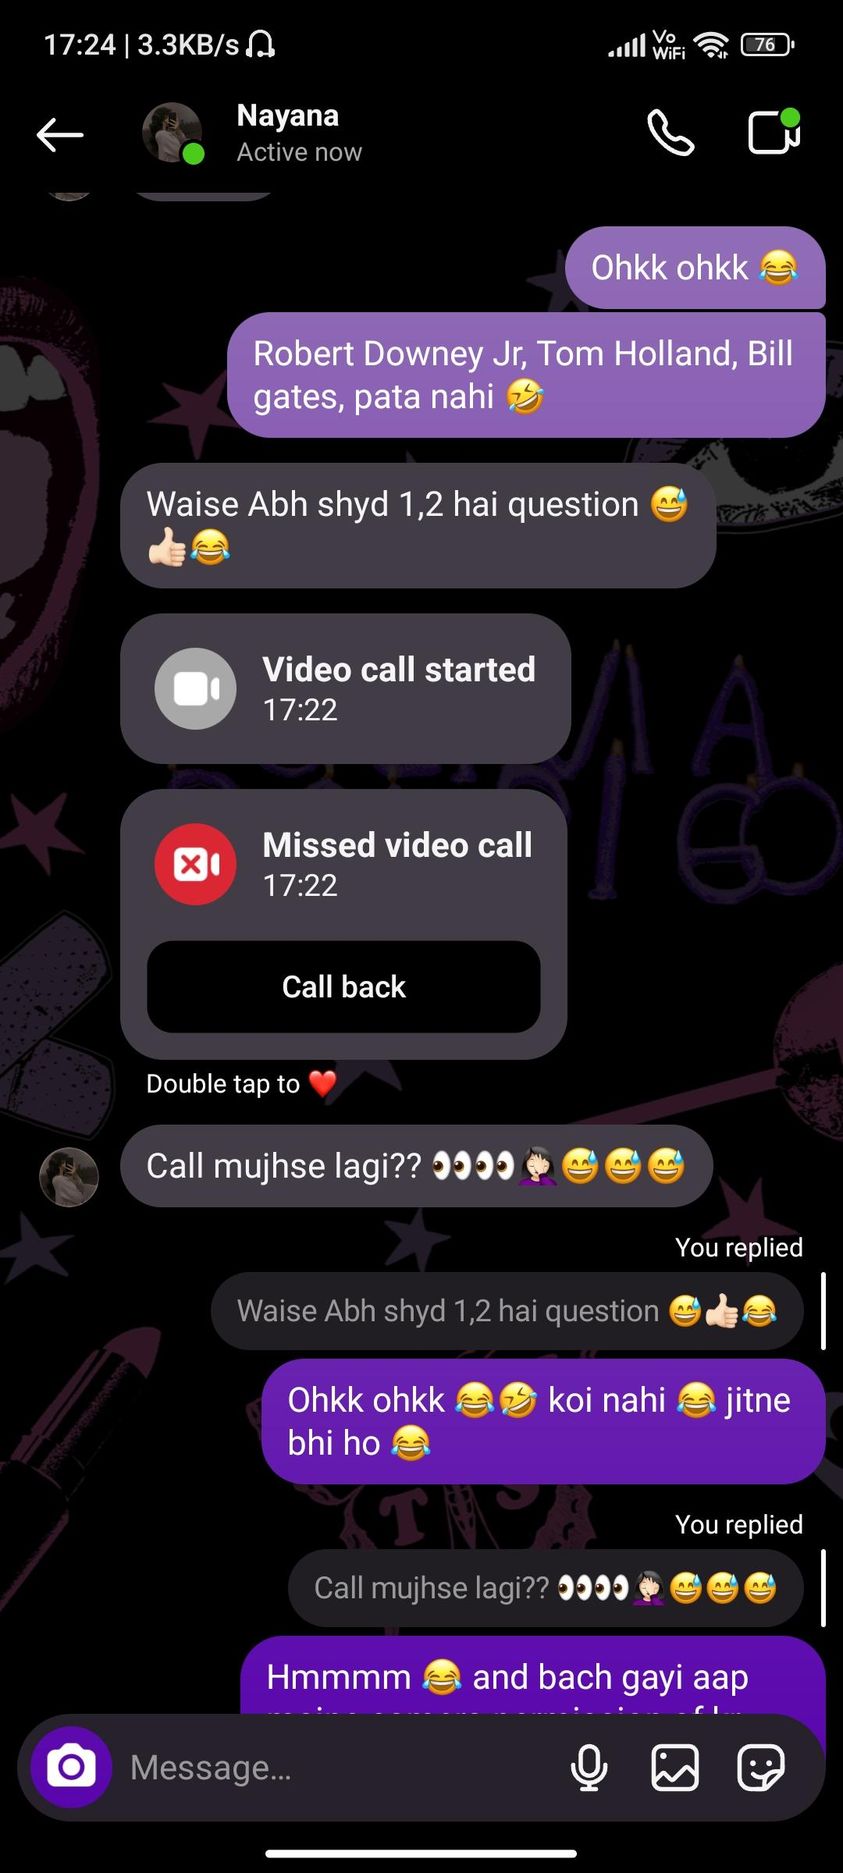 17:24 | 3.3KB/s
Vo
WiFi
76
Nayana
Active now
Ohkk ohkk 😂
Robert Downey Jr, Tom Holland, Bill
gates, pata nahi 🤣
Waise Abh shyd 1,2 hai question 😅
👍🏻😂
Video call started
17:22
Missed video call
17:22
Call back
Double tap to ❤️
Call mujhse lagi?? 👀👀🤦🏻‍♀️😅😅😅
You replied
Waise Abh shyd 1,2 hai question 😅👍🏻😂
Ohkk ohkk 😂🤣 koi nahi 😂 jitne
bhi ho 😂
You replied
Call mujhse lagi?? 👀👀🤦🏻‍♀️😅😅😅
Hmmmm 😂 and bach gayi aap
Message...